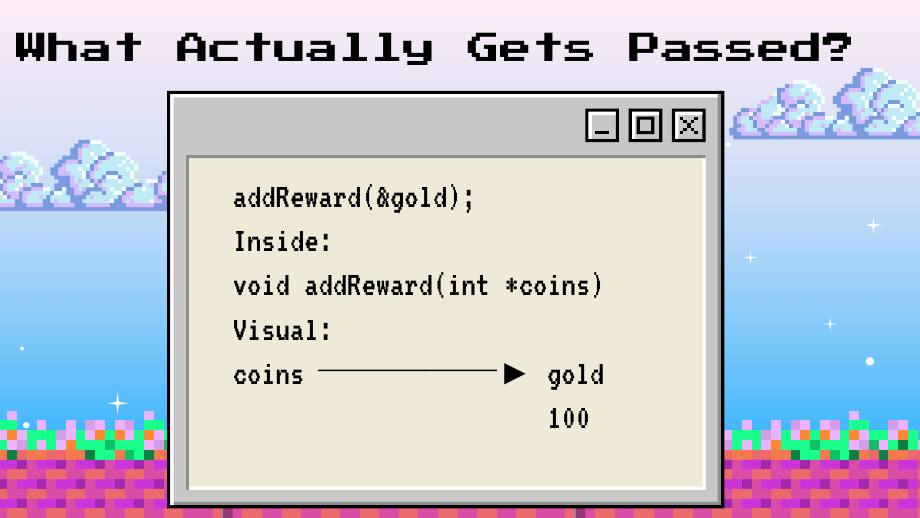 What Actually Gets Passed?
addReward(&gold);
Inside:
void addReward(int *coins)
Visual:
coins gold
100